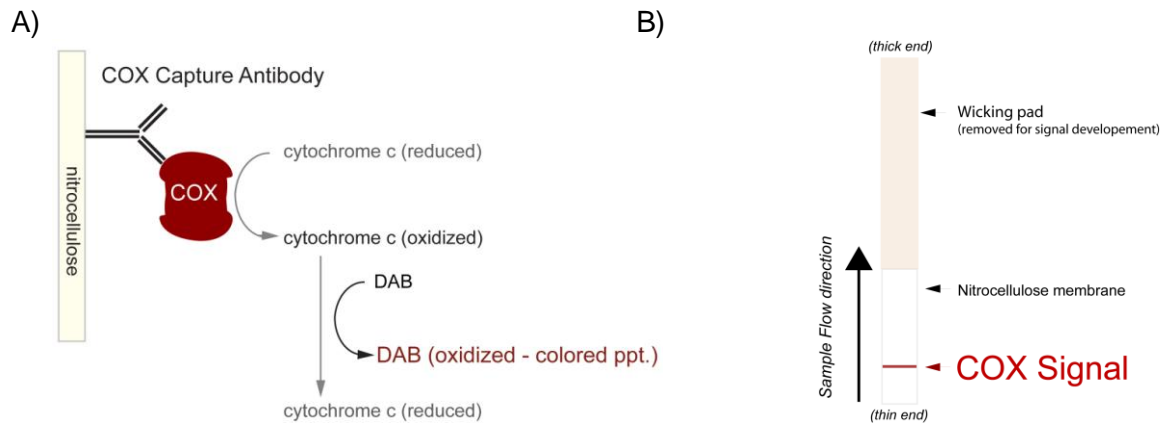 A)
COX Capture Antibody
nitrocellulose
COX
cytochrome c (reduced)
cytochrome c (oxidized)
DAB
DAB (oxidized - colored ppt.)
cytochrome c (reduced)
B)
(thick end)
Wicking pad
(removed for signal developement)
Sample Flow direction
Nitrocellulose membrane
COX Signal
(thin end)